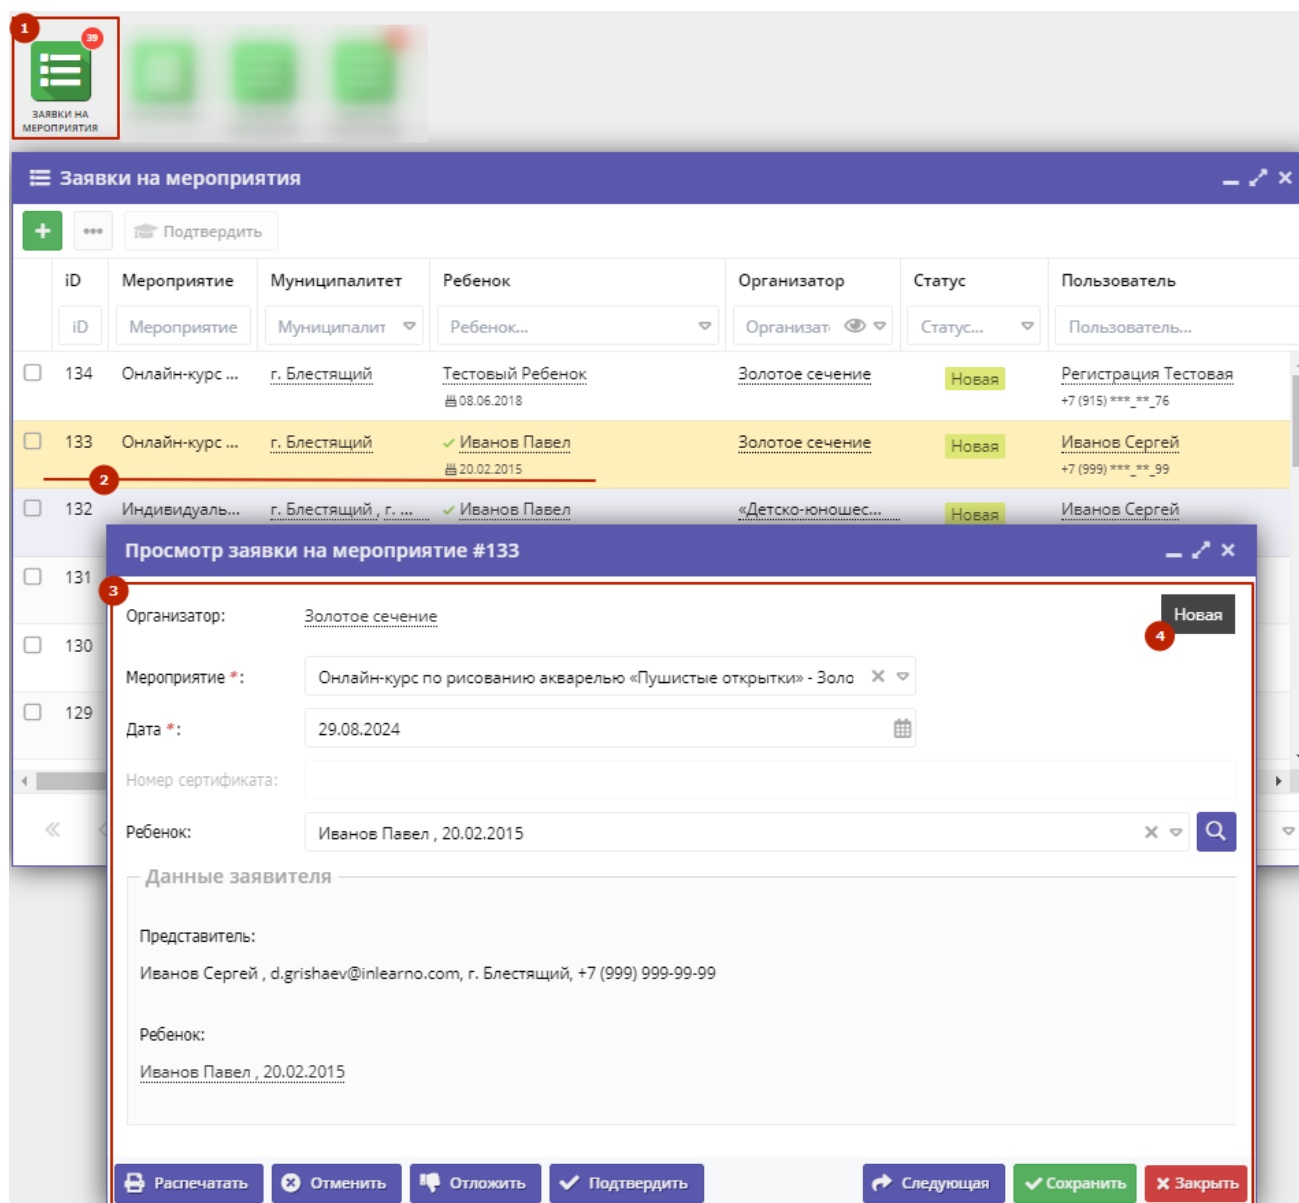 1
39
ЗАЯВКИ НА
МЕРОПРИЯТИЯ
Заявки на мероприятия
Подтвердить
iD Мероприятие Муниципалитет Ребенок Организатор Статус Пользователь
iD Мероприятие Муниципалит Ребенок... Организат Статус... Пользователь...
134 Онлайн-курс ... г. Блестящий Тестовый Ребенок Золотое сечение Новая Регистрация Тестовая
08.06.2018 +7 (915) ***_**_76
133 Онлайн-курс ... г. Блестящий Иванов Павел Золотое сечение Новая Иванов Сергей
20.02.2015 +7 (999) ***_**_99
2
132 Индивидуаль... г. Блестящий , г. ... Иванов Павел «Детско-юношес... Новая Иванов Сергей
131
130
129
Просмотр заявки на мероприятие #133
3
Организатор: Золотое сечение Новая
4
Мероприятие *: Онлайн-курс по рисованию акварелью «Пушистые открытки» - Золо
Дата *: 29.08.2024
Номер сертификата:
Ребенок: Иванов Павел , 20.02.2015
Данные заявителя
Представитель:
Иванов Сергей , d.grishaev@inlearno.com, г. Блестящий, +7 (999) 999-99-99
Ребенок:
Иванов Павел , 20.02.2015
Распечатать Отменить Отложить Подтвердить Следующая Сохранить Закрыть